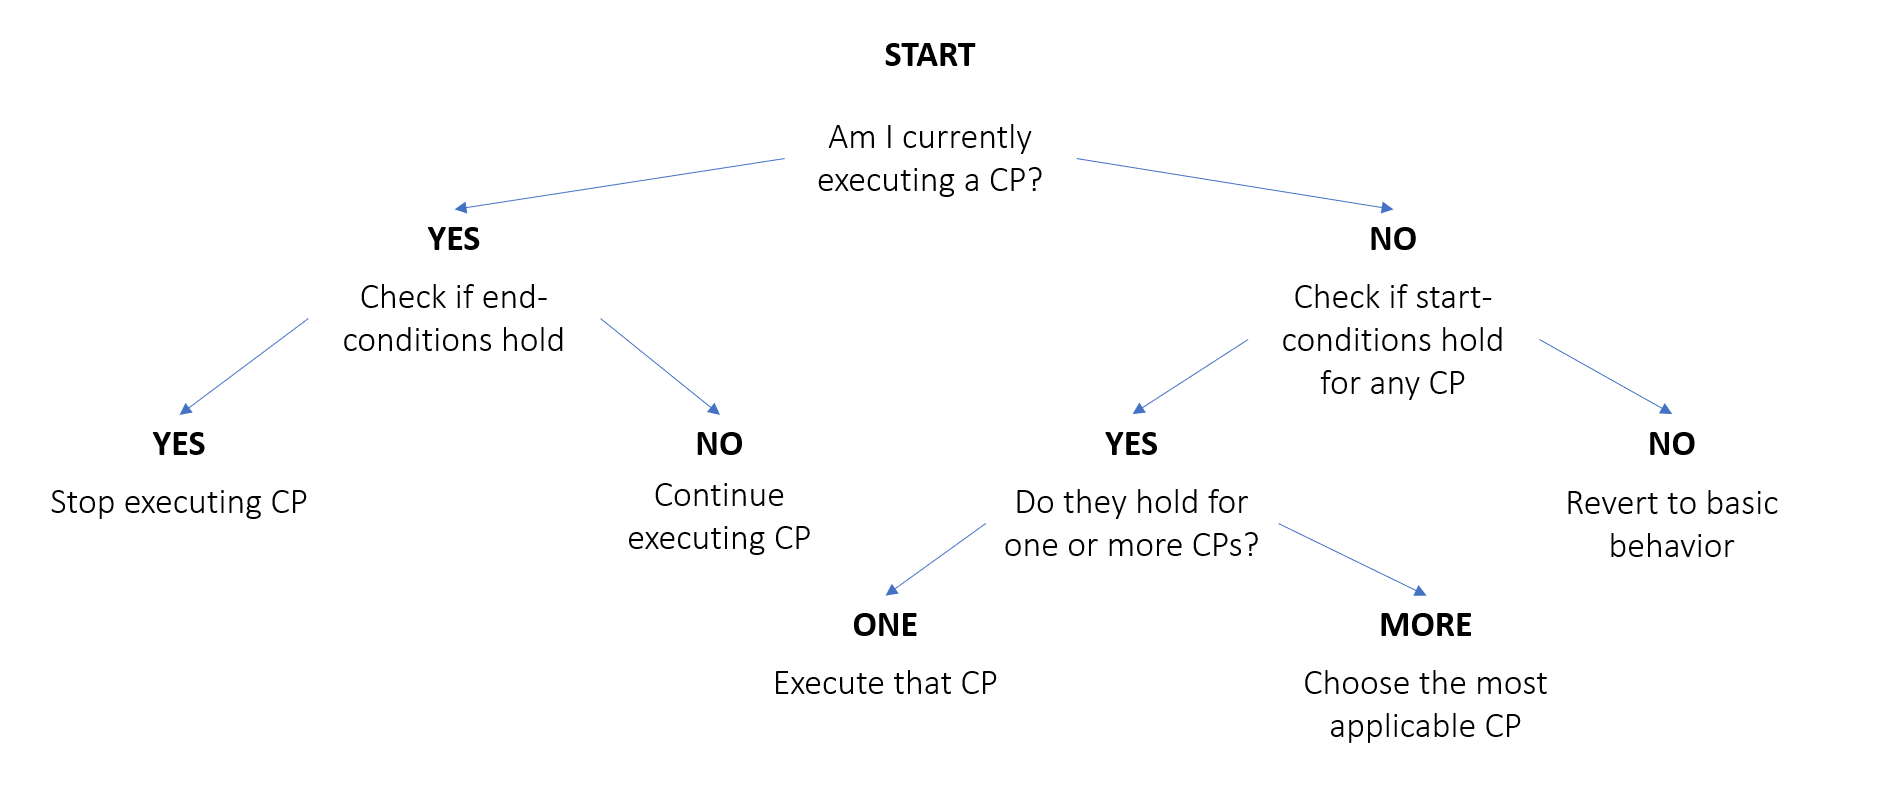 START
Am I currently
executing a CP?
YES
NO
Check if end-
conditions hold
Check if start-
conditions hold
for any CP
YES
NO
YES
NO
Stop executing CP
Continue
executing CP
Do they hold for
one or more CPs?
Revert to basic
behavior
ONE
MORE
Execute that CP
Choose the most
applicable CP